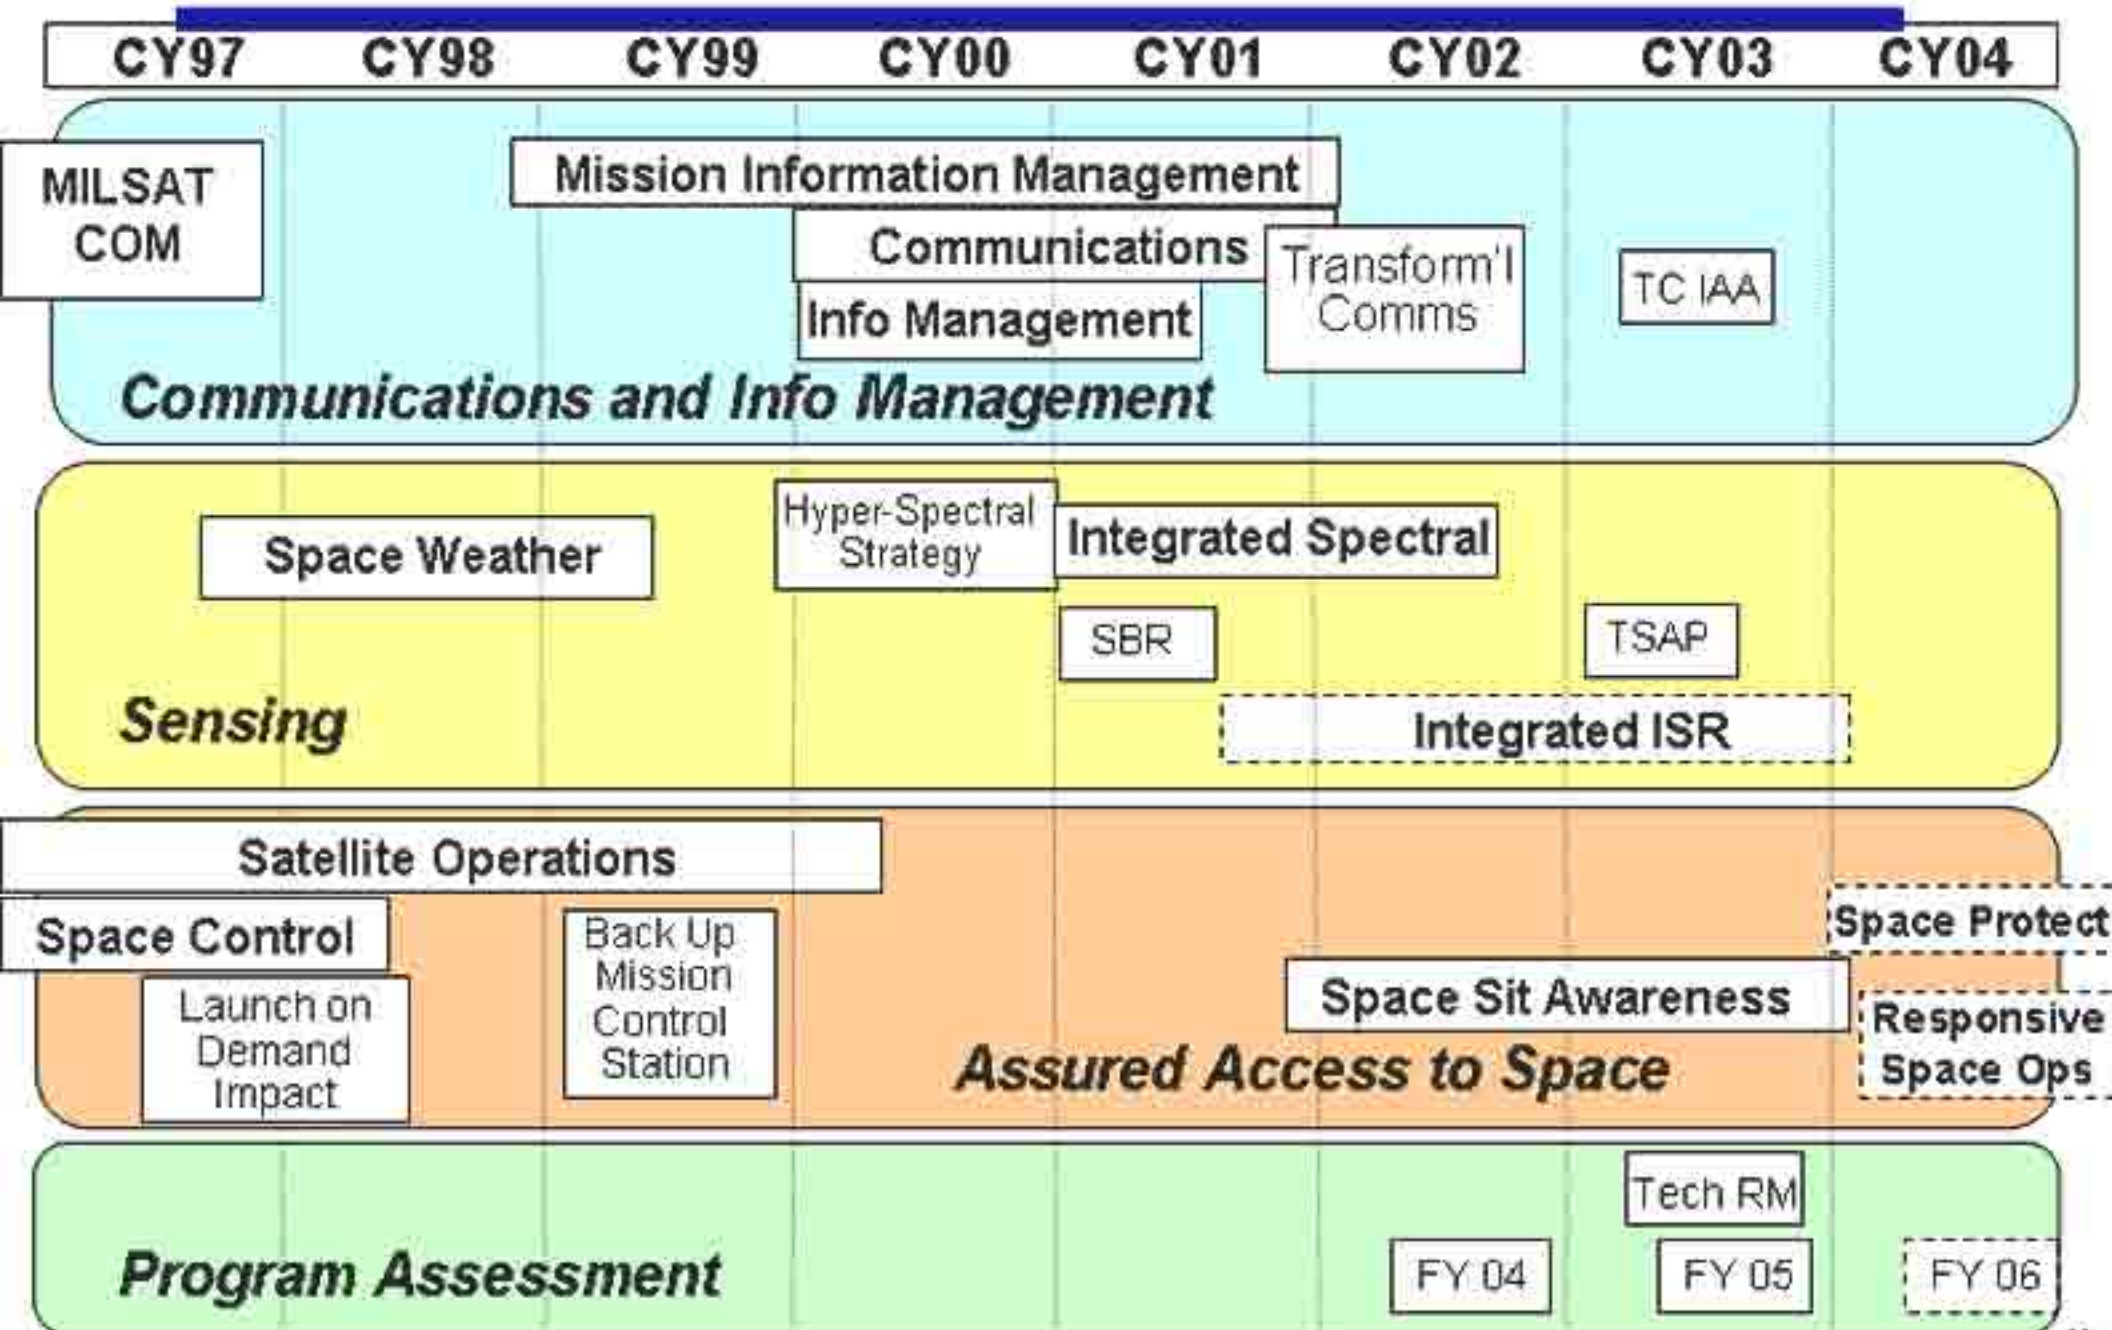 CY97 CY98 CY99 CY00 CY01 CY02 CY03 CY04
MILSAT
COM
Mission Information Management
Communications
Info Management
Transform'l
Comms
TC IAA
Communications and Info Management
Space Weather
Hyper-Spectral
Strategy
Integrated Spectral
SBR
TSAP
Integrated ISR
Sensing
Satellite Operations
Space Control
Launch on
Demand
Impact
Back Up
Mission
Control
Station
Space Sit Awareness
Space Protect
Responsive
Space Ops
Assured Access to Space
Tech RM
FY 04
FY 05
FY 06
Program Assessment